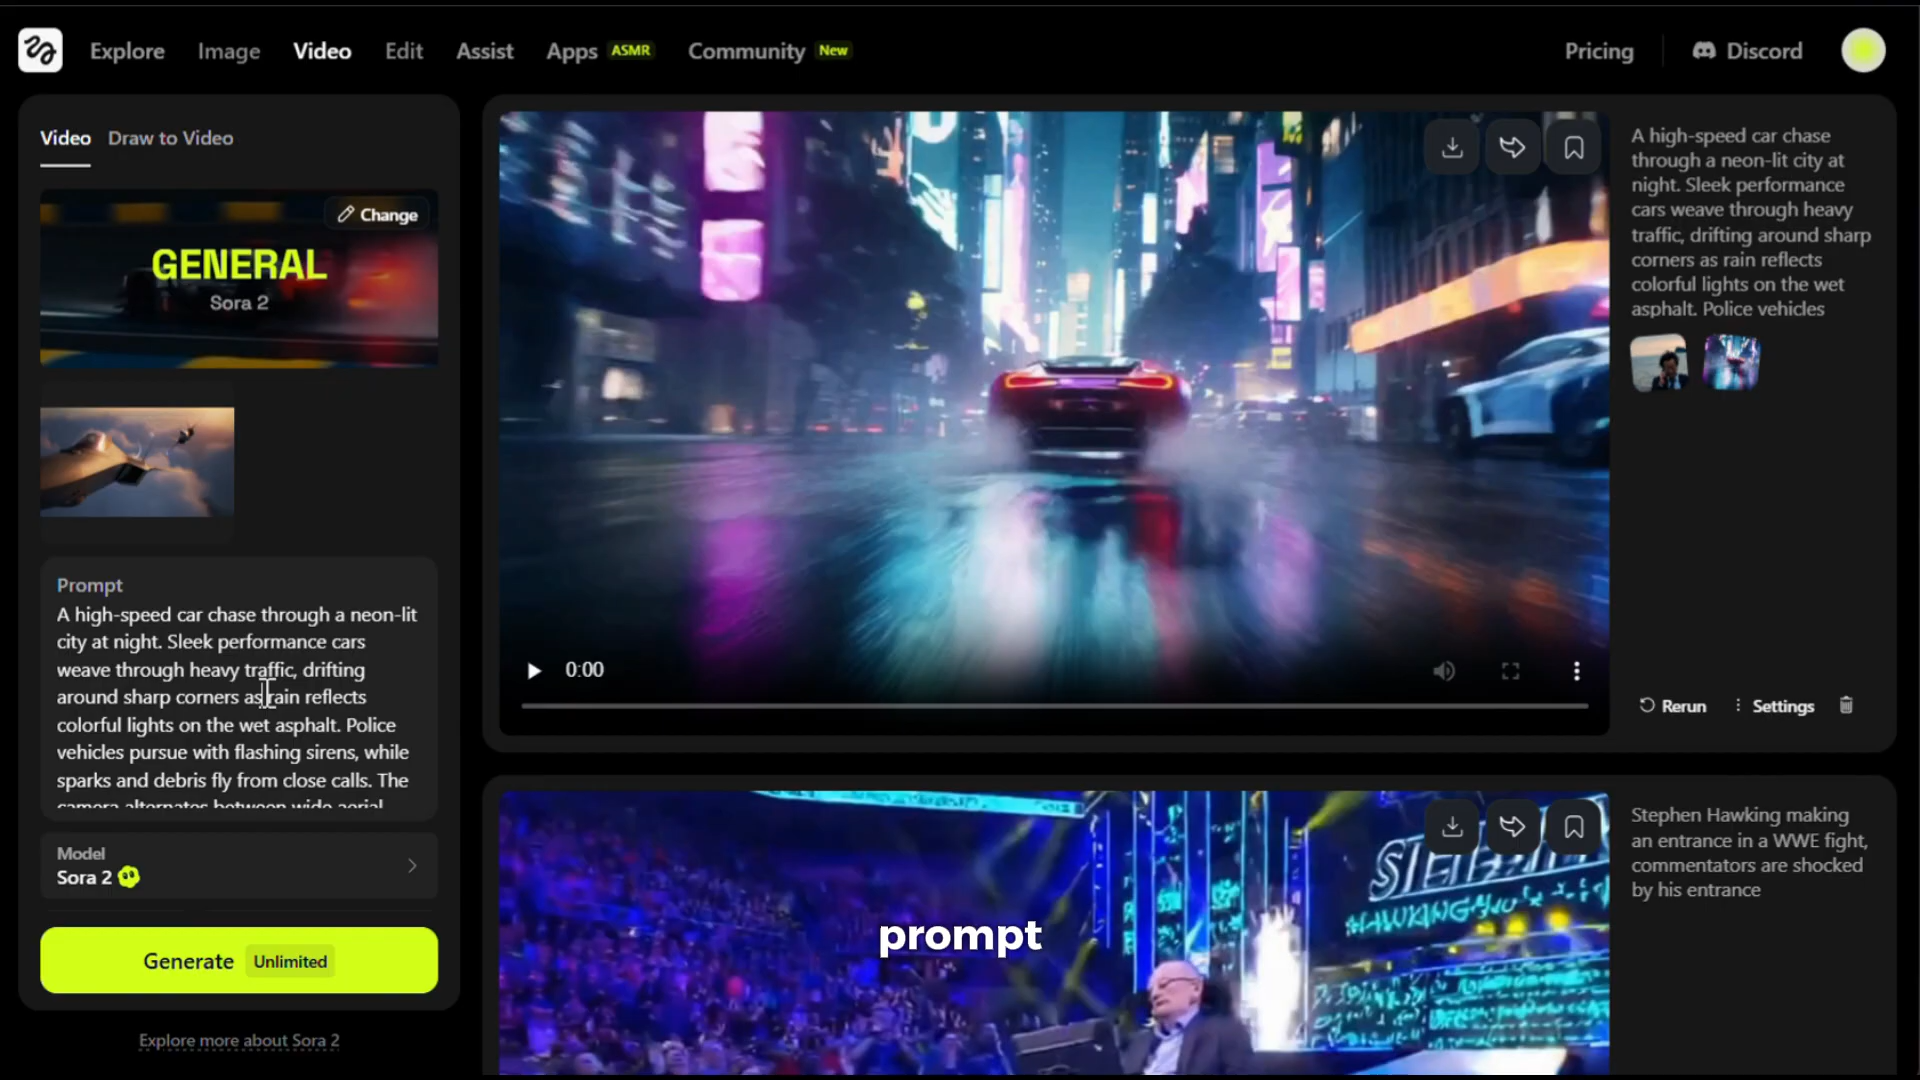 Explore Image Video Edit Assist Apps ASMR Community New Pricing Discord
Video Draw to Video
Change
GENERAL
Sora 2
Prompt
A high-speed car chase through a neon-lit
city at night. Sleek performance cars
weave through heavy traffic, drifting
around sharp corners as rain reflects
colorful lights on the wet asphalt. Police
vehicles pursue with flashing sirens, while
sparks and debris fly from close calls. The
camera alternates between wide aerial
Model
Sora 2
Generate Unlimited
Explore more about Sora 2
0:00
A high-speed car chase
through a neon-lit city at
night. Sleek performance
cars weave through heavy
traffic, drifting around sharp
corners as rain reflects
colorful lights on the wet
asphalt. Police vehicles
Rerun Settings
prompt
Stephen Hawking making
an entrance in a WWE fight,
commentators are shocked
by his entrance